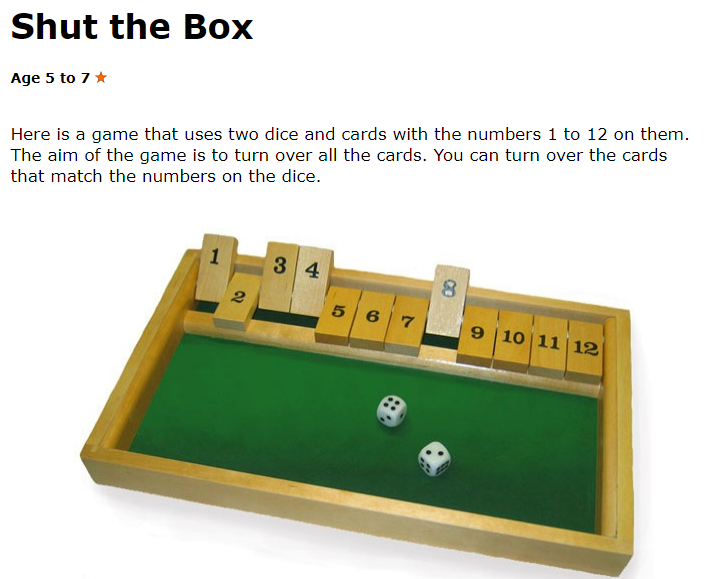 Shut the Box
Age 5 to 7
Here is a game that uses two dice and cards with the numbers 1 to 12 on them.
The aim of the game is to turn over all the cards. You can turn over the cards
that match the numbers on the dice.
1 2 3 4 5 6 7 8 9 10 11 12